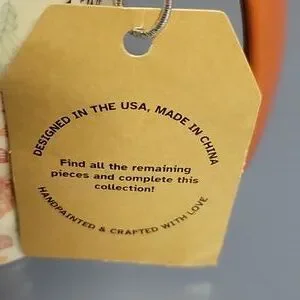 DESIGNED IN THE USA, MADE IN CHINA
Find all the remaining
pieces and complete this
collection!
HANDPAINTED & CRAFTED WITH LOVE